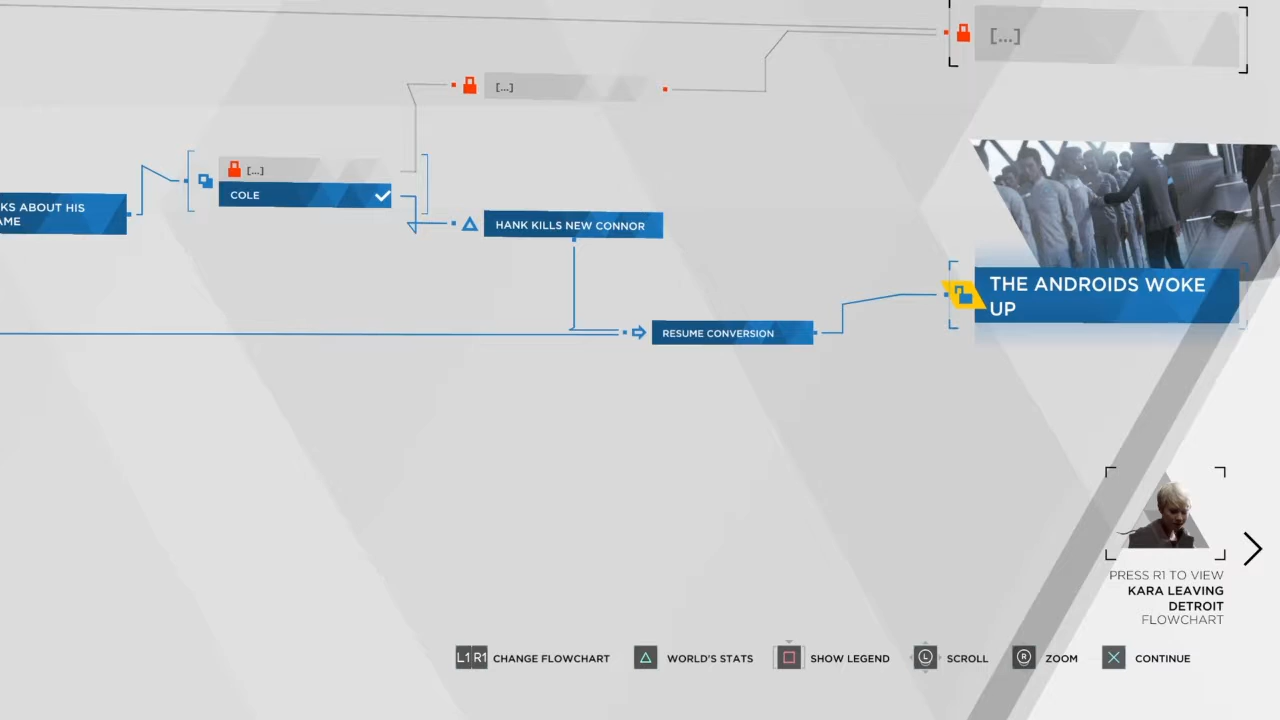 [...]
[...]
[...]
COLE
KS ABOUT HIS
AME
HANK KILLS NEW CONNOR
THE ANDROIDS WOKE
UP
RESUME CONVERSION
PRESS R1 TO VIEW
KARA LEAVING
DETROIT
FLOWCHART
L1 R1 CHANGE FLOWCHART
WORLD'S STATS
SHOW LEGEND
L SCROLL
R ZOOM
CONTINUE